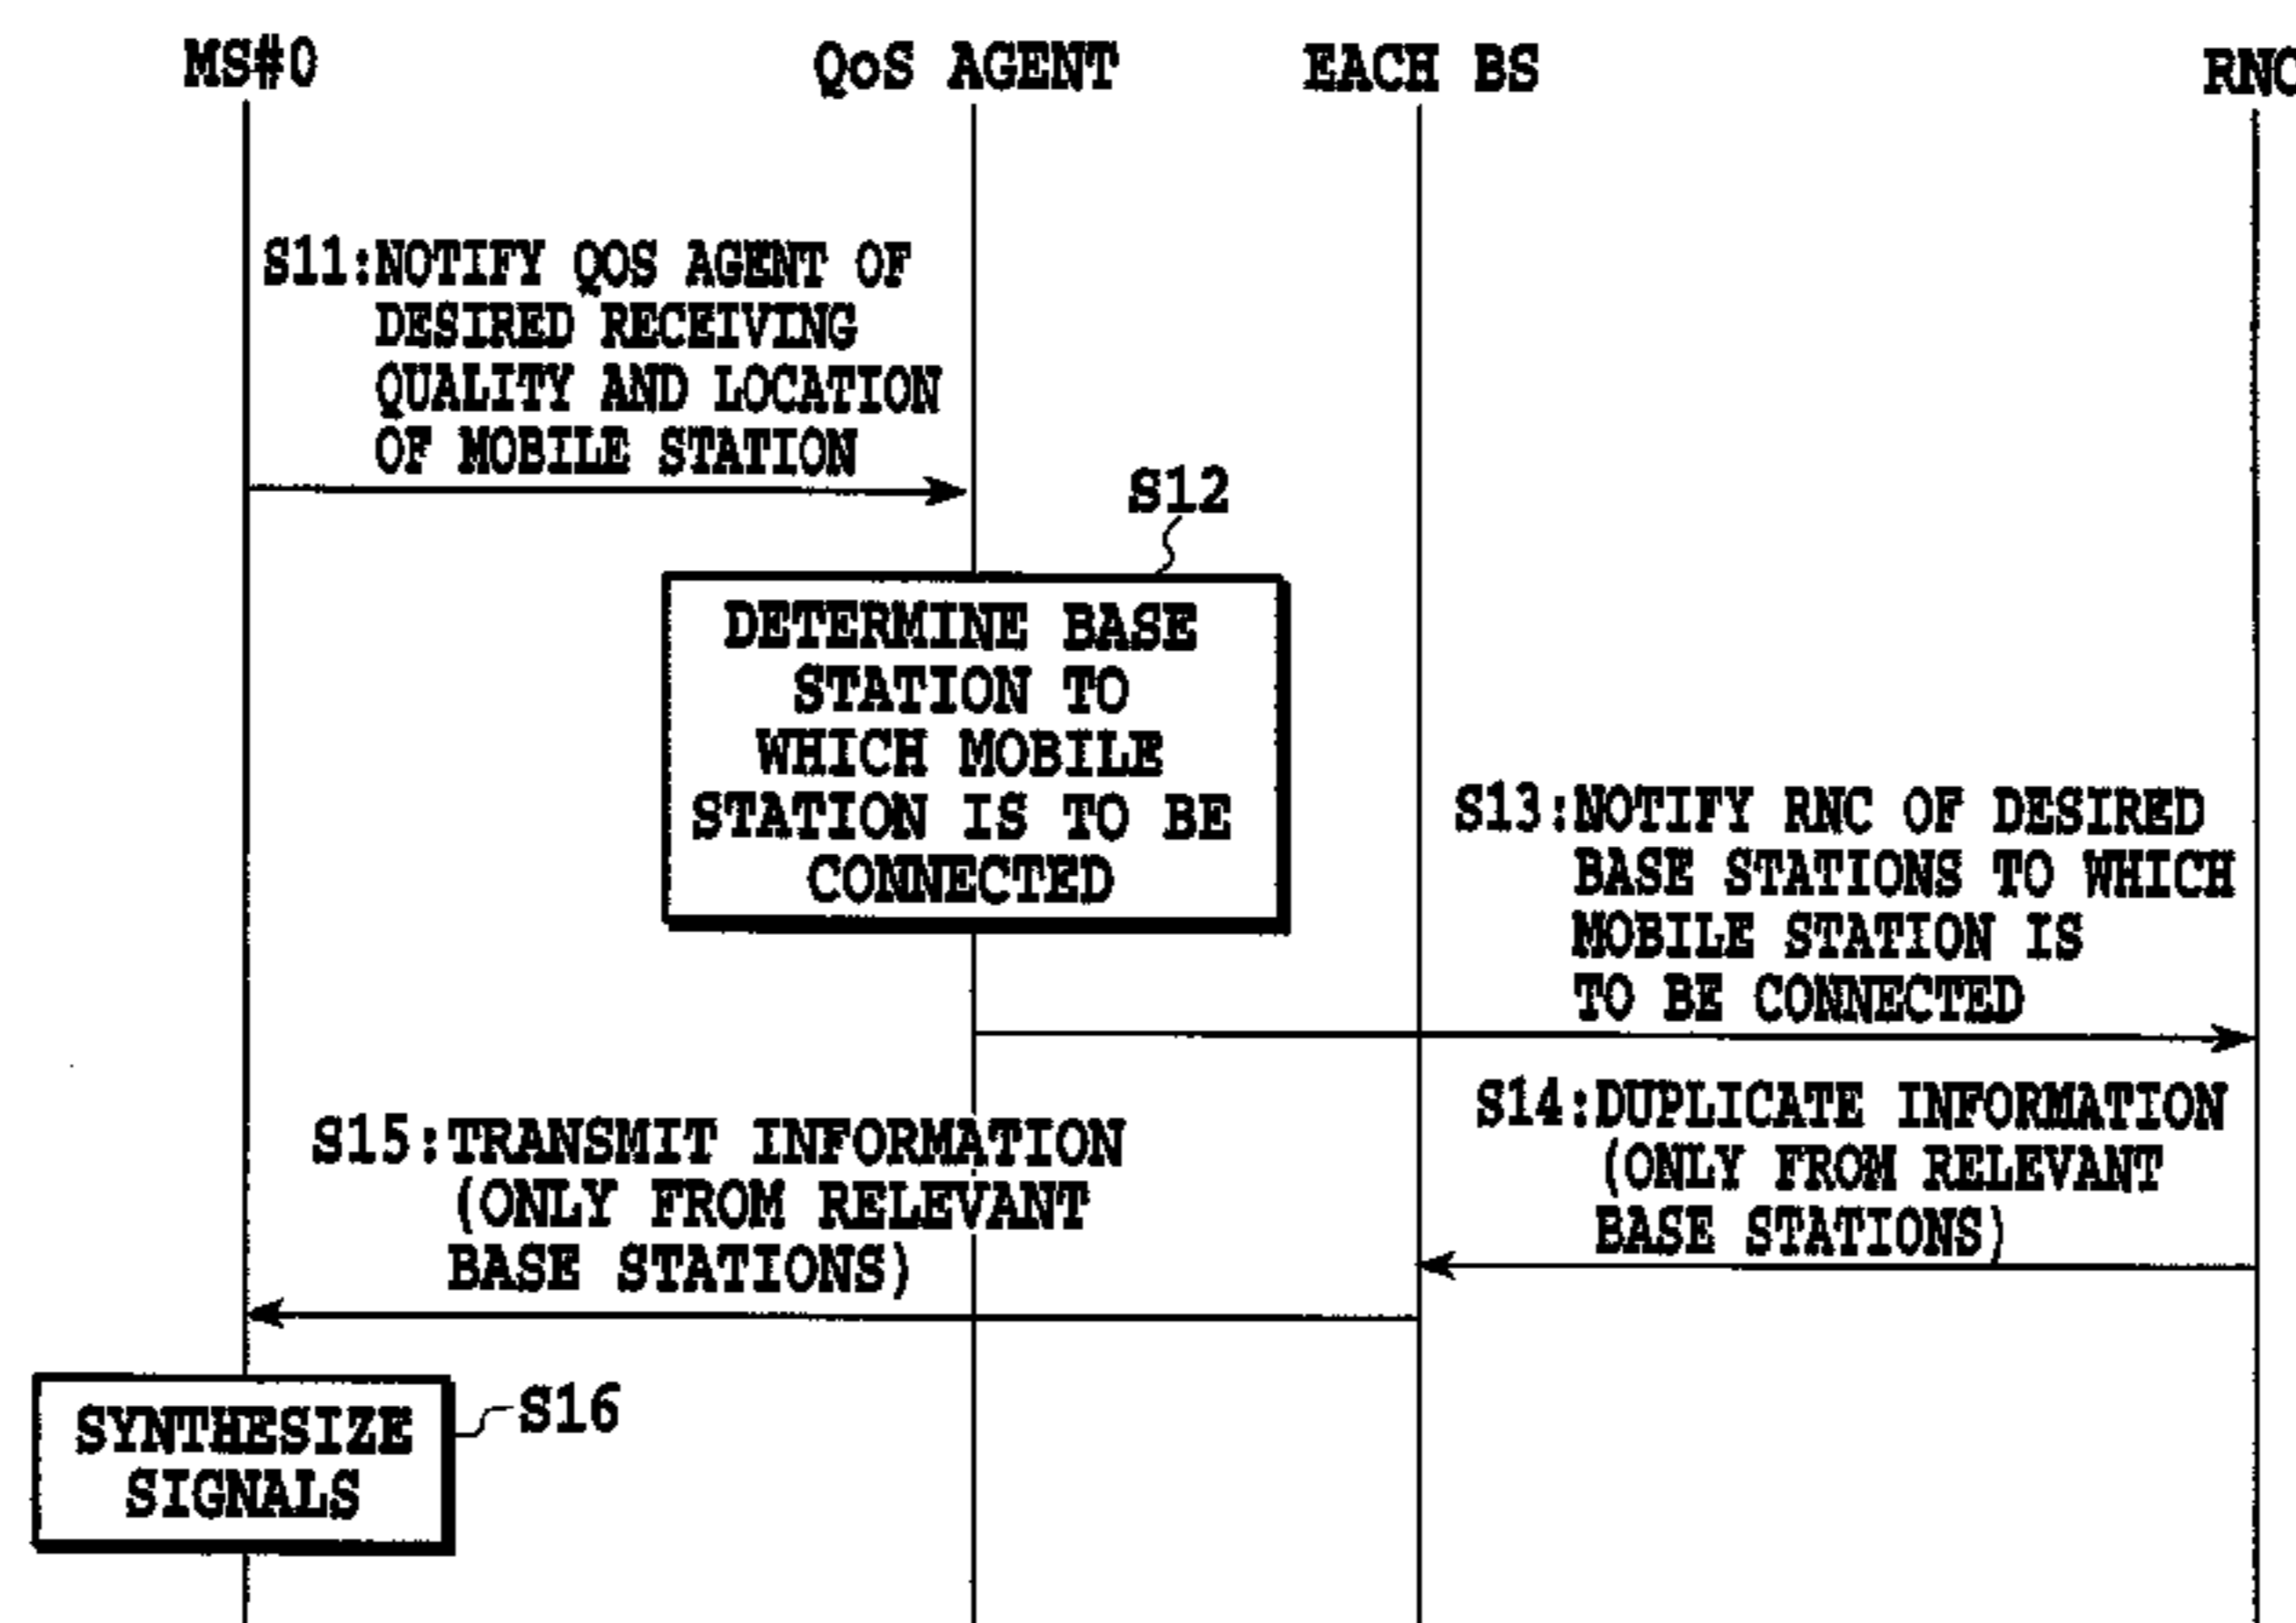 MS#0
QoS AGENT
EACH BS
RNC
S11:NOTIFY QOS AGENT OF
DESIRED RECEIVING
QUALITY AND LOCATION
OF MOBILE STATION
S12
DETERMINE BASE
STATION TO
WHICH MOBILE
STATION IS TO BE
CONNECTED
S13:NOTIFY RNC OF DESIRED
BASE STATIONS TO WHICH
MOBILE STATION IS
TO BE CONNECTED
S14:DUPLICATE INFORMATION
(ONLY FROM RELEVANT
BASE STATIONS)
S15:TRANSMIT INFORMATION
(ONLY FROM RELEVANT
BASE STATIONS)
SYNTHESIZE
SIGNALS
S16